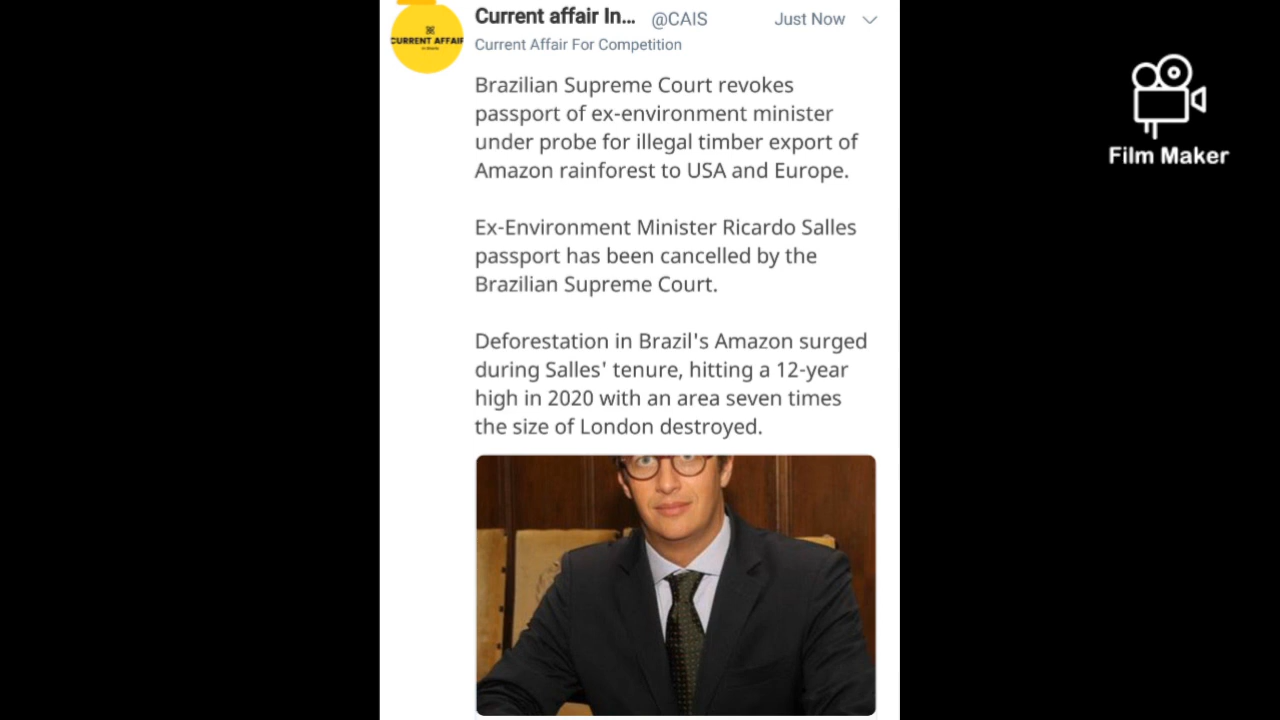 Current affair In... @CAIS Just Now
Current Affair For Competition
CURRENT AFFAIR
Brazilian Supreme Court revokes
passport of ex-environment minister
under probe for illegal timber export of
Amazon rainforest to USA and Europe.
Ex-Environment Minister Ricardo Salles
passport has been cancelled by the
Brazilian Supreme Court.
Deforestation in Brazil's Amazon surged
during Salles' tenure, hitting a 12-year
high in 2020 with an area seven times
the size of London destroyed.
Film Maker